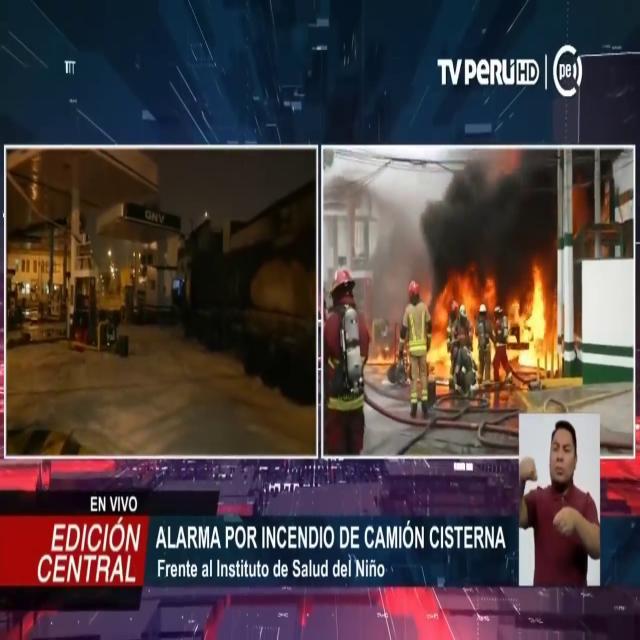 TVPERÚ HD
pe
GNV
EN VIVO
EDICIÓN
CENTRAL
ALARMA POR INCENDIO DE CAMIÓN CISTERNA
Frente al Instituto de Salud del Niño